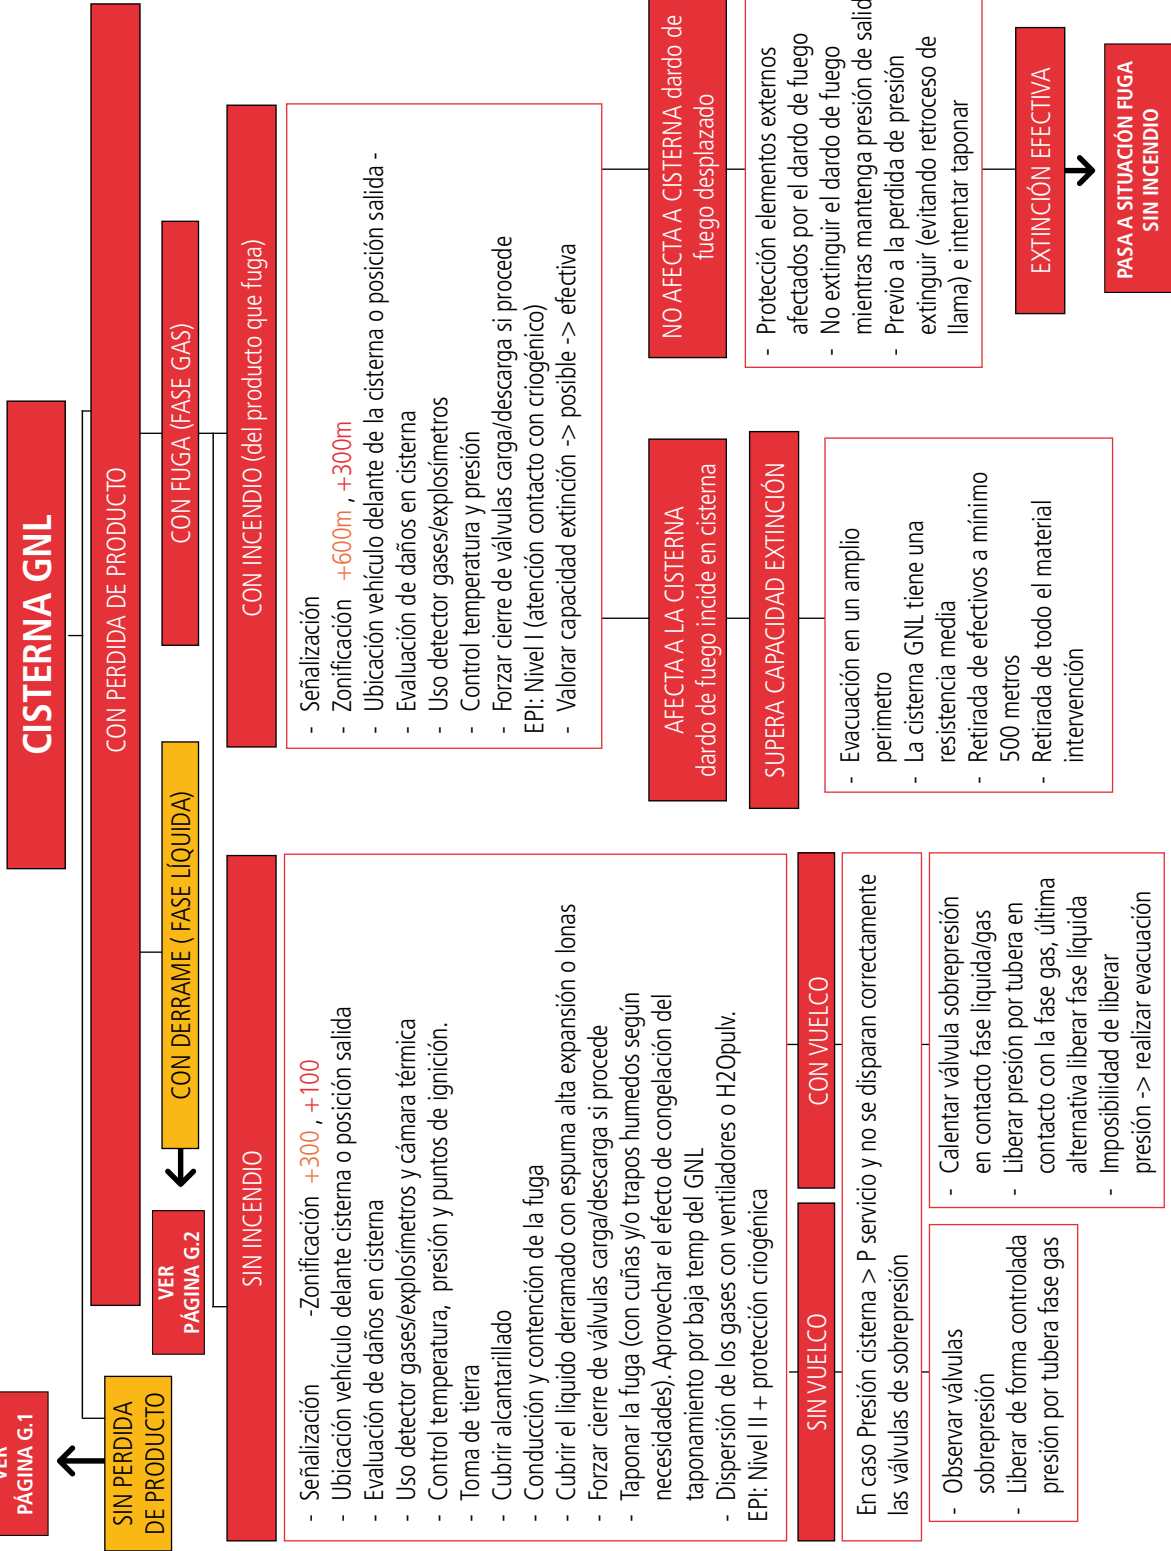 CISTERNA GNL
VER
PÁGINA G.1
SIN PERDIDA
DE PRODUCTO
CON PERDIDA DE PRODUCTO
VER
PÁGINA G.2
CON DERRAME ( FASE LÍQUIDA)
CON FUGA (FASE GAS)
SIN INCENDIO
- Señalización -Zonificación +300 , +100
- Ubicación vehículo delante cisterna o posición salida
- Evaluación de daños en cisterna
- Uso detector gases/explosímetros y cámara térmica
- Control temperatura, presión y puntos de ignición.
- Toma de tierra
- Cubrir alcantarillado
- Conducción y contención de la fuga
- Cubrir el liquido derramado con espuma alta expansión o lonas
- Forzar cierre de válvulas carga/descarga si procede
- Taponar la fuga (con cuñas y/o trapos humedos según
necesidades). Aprovechar el efecto de congelación del
taponamiento por baja temp del GNL
- Dispersión de los gases con ventiladores o H2Opulv.
EPI: Nivel II + protección criogénica
SIN VUELCO
CON VUELCO
En caso Presión cisterna > P servicio y no se disparan correctamente
las válvulas de sobrepresión
- Observar válvulas
sobrepresión
- Liberar de forma controlada
presión por tubera fase gas
- Calentar válvula sobrepresión
en contacto fase liquida/gas
- Liberar presión por tubera en
contacto con la fase gas, última
alternativa liberar fase líquida
- Imposibilidad de liberar
presión -> realizar evacuación
CON INCENDIO (del producto que fuga)
- Señalización
- Zonificación +600m , +300m
- Ubicación vehículo delante de la cisterna o posición salida -
- Evaluación de daños en cisterna
- Uso detector gases/explosímetros
- Control temperatura y presión
- Forzar cierre de válvulas carga/descarga si procede
EPI: Nivel I (atención contacto con criogénico)
- Valorar capacidad extinción -> posible -> efectiva
AFECTA A LA CISTERNA
dardo de fuego incide en cisterna
SUPERA CAPACIDAD EXTINCIÓN
- Evacuación en un amplio
perimetro
- La cisterna GNL tiene una
resistencia media
- Retirada de efectivos a mínimo
500 metros
- Retirada de todo el material
intervención
NO AFECTA A CISTERNA dardo de
fuego desplazado
- Protección elementos externos
afectados por el dardo de fuego
- No extinguir el dardo de fuego
mientras mantenga presión de salid
- Previo a la perdida de presión
extinguir (evitando retroceso de
llama) e intentar taponar
EXTINCIÓN EFECTIVA
PASA A SITUACIÓN FUGA
SIN INCENDIO